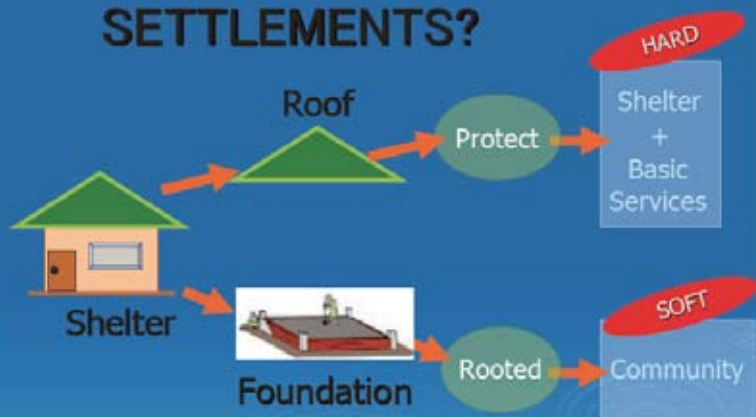 SETTLEMENTS?
HARD
Roof
Shelter
+
Basic
Services
Protect
Shelter
SOFT
Foundation
Rooted
Community